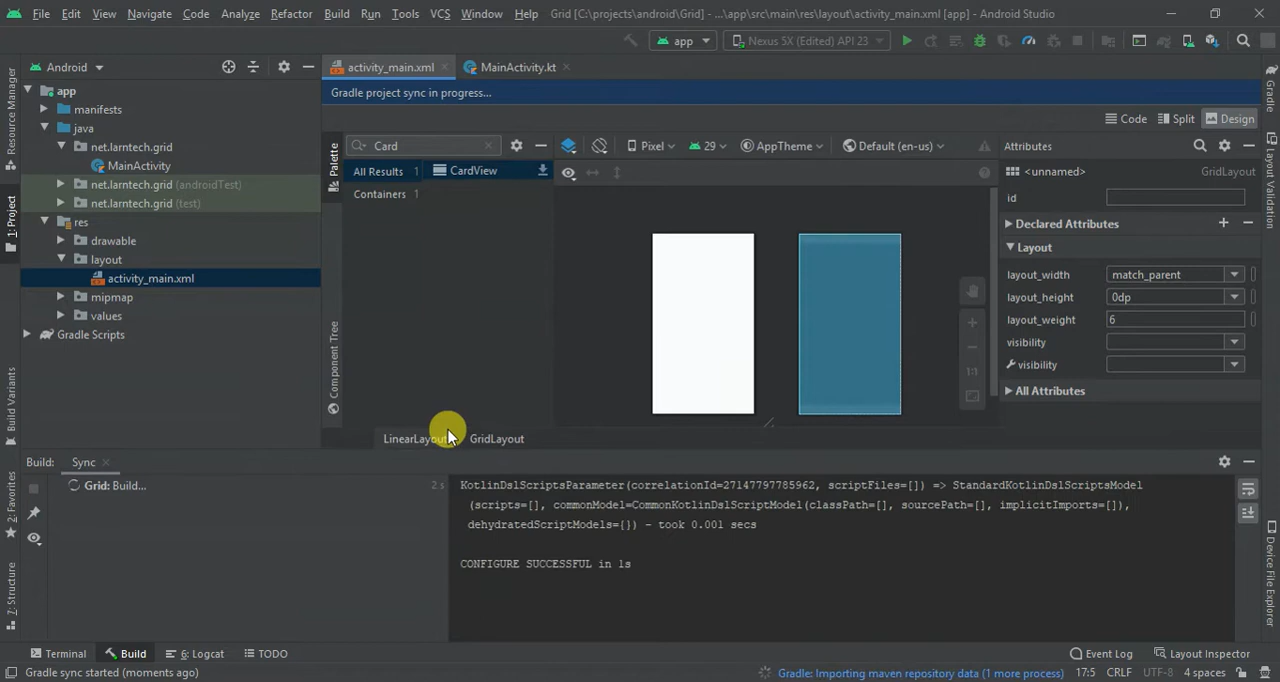 File Edit View Navigate Code Analyze Refactor Build Run Tools VCS Window Help Grid [C:\projects\android\Grid] - ...\app\src\main\res\layout\activity_main.xml [app] - Android Studio
app Nexus 5X (Edited) API 23
Android
activity_main.xml MainActivity.kt
Gradle project sync in progress...
Code Split Design
Resource Manager
1: Project
Build Variants
2: Favorites
7: Structure
app
manifests
java
net.larntech.grid
MainActivity
net.larntech.grid (androidTest)
net.larntech.grid (test)
res
drawable
layout
activity_main.xml
mipmap
values
Gradle Scripts
Palette
Component Tree
Card
All Results 1
Containers 1
CardView
Pixel 29 AppTheme Default (en-us)
1:1
LinearLayout GridLayout
Attributes
<unnamed> GridLayout
id
Declared Attributes
Layout
layout_width match_parent
layout_height 0dp
layout_weight 6
visibility
visibility
All Attributes
Gradle
Layout Validation
Device File Explorer
Build: Sync
Grid: Build... 2 s
KotlinDslScriptsParameter(correlationId=27147797785962, scriptFiles=[]) => StandardKotlinDslScriptsModel
(scripts=[], commonModel=CommonKotlinDslScriptModel(classPath=[], sourcePath=[], implicitImports=[]),
dehydratedScriptModels={}) - took 0.001 secs
CONFIGURE SUCCESSFUL in 1s
Terminal Build 6: Logcat TODO Event Log Layout Inspector
Gradle sync started (moments ago) Gradle: Importing maven repository data (1 more process) 17:5 CRLF UTF-8 4 spaces